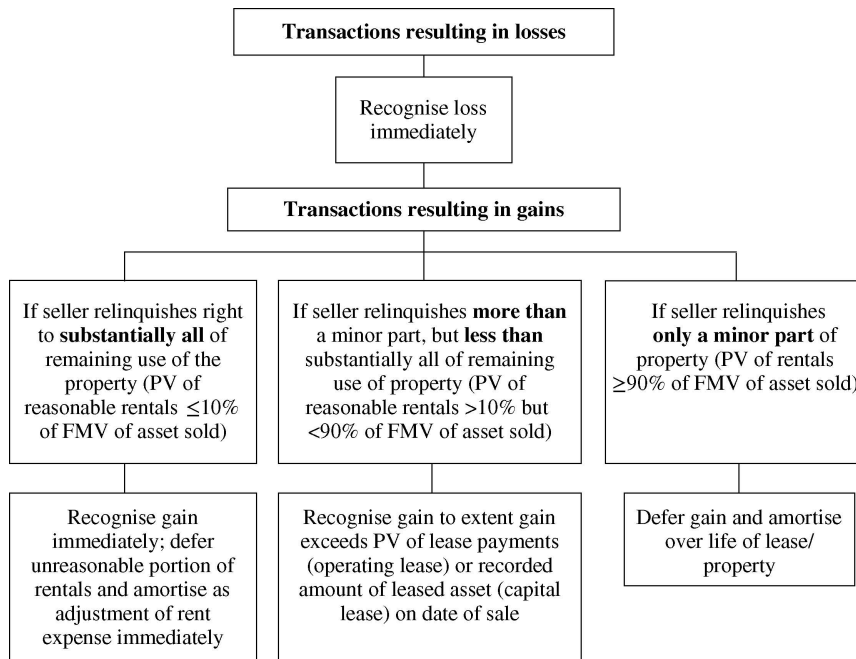 Transactions resulting in losses
Recognise loss
immediately
Transactions resulting in gains
If seller relinquishes right
to substantially all of
remaining use of the
property (PV of
reasonable rentals ≤10%
of FMV of asset sold)
If seller relinquishes more than
a minor part, but less than
substantially all of remaining
use of property (PV of
reasonable rentals >10% but
<90% of FMV of asset sold)
If seller relinquishes
only a minor part of
property (PV of rentals
≥90% of FMV of asset sold)
Recognise gain
immediately; defer
unreasonable portion of
rentals and amortise as
adjustment of rent
expense immediately
Recognise gain to extent gain
exceeds PV of lease payments
(operating lease) or recorded
amount of leased asset (capital
lease) on date of sale
Defer gain and amortise
over life of lease/
property